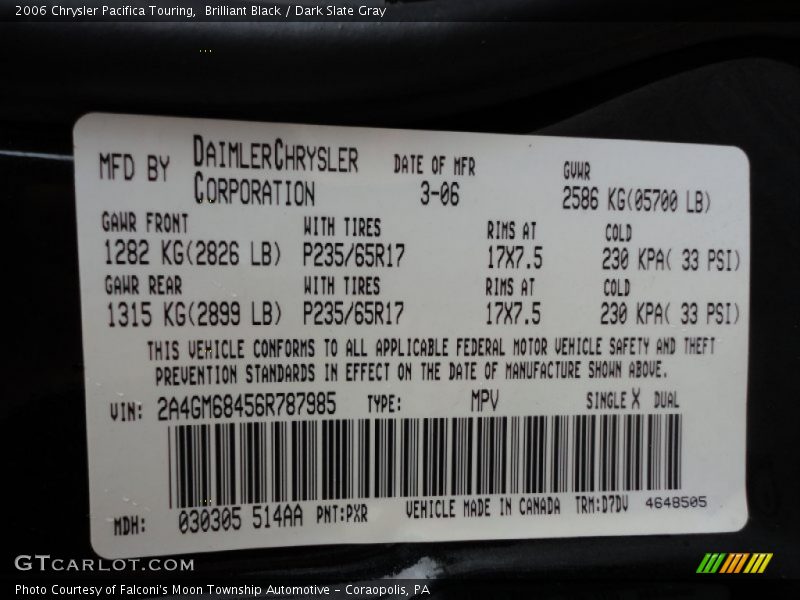 2006 Chrysler Pacifica Touring,  Brilliant Black / Dark Slate Gray
MFD BY DAIMLERCHRYSLER CORPORATION DATE OF MFR 3-06 GVWR 2586 KG(05700 LB)
GAWR FRONT WITH TIRES RIMS AT COLD
1282 KG(2826 LB) P235/65R17 17X7.5 230 KPA( 33 PSI)
GAWR REAR WITH TIRES RIMS AT COLD
1315 KG(2899 LB) P235/65R17 17X7.5 230 KPA( 33 PSI)
THIS VEHICLE CONFORMS TO ALL APPLICABLE FEDERAL MOTOR VEHICLE SAFETY AND THEFT
PREVENTION STANDARDS IN EFFECT ON THE DATE OF MANUFACTURE SHOWN ABOVE.
VIN: 2A4GM68456R787985 TYPE: MPV SINGLE X DUAL
MDH: 030305 514AA PNT:PXR VEHICLE MADE IN CANADA TRM:D7DV 4648505
GTCARLOT.COM
Photo Courtesy of Falconi's Moon Township Automotive - Coraopolis, PA